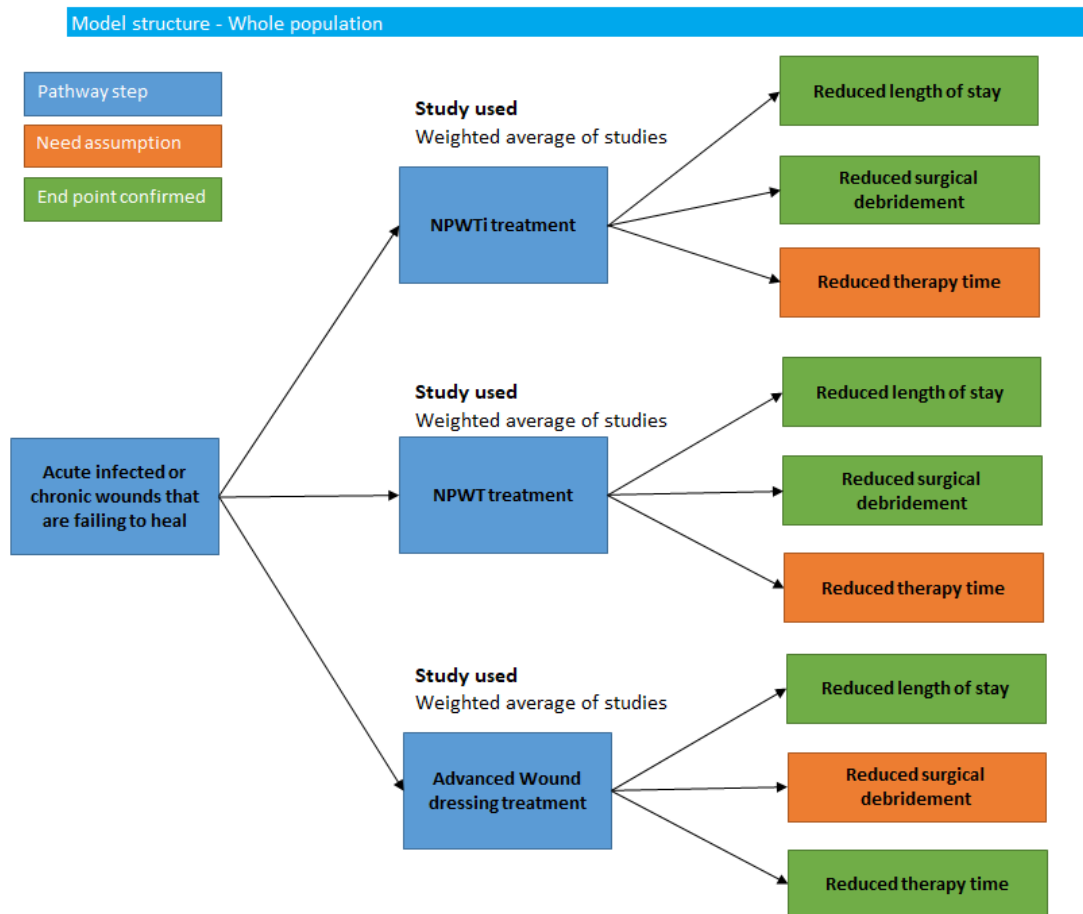 Model structure - Whole population
Pathway step
Need assumption
End point confirmed
Study used
Weighted average of studies
NPWTi treatment
Reduced length of stay
Reduced surgical
debridement
Reduced therapy time
Acute infected or
chronic wounds that
are failing to heal
Study used
Weighted average of studies
NPWT treatment
Reduced length of stay
Reduced surgical
debridement
Reduced therapy time
Study used
Weighted average of studies
Advanced Wound
dressing treatment
Reduced length of stay
Reduced surgical
debridement
Reduced therapy time